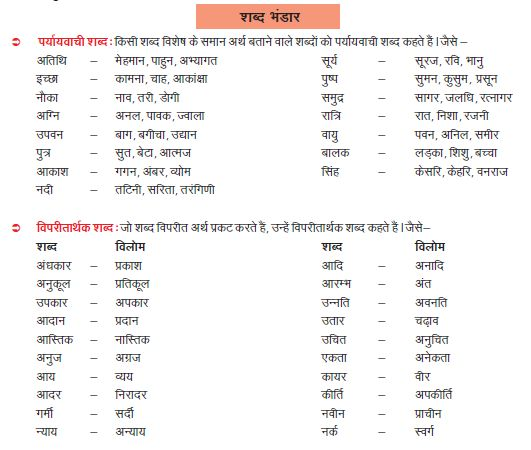 शब्द भंडार
➲ पर्यायवाची शब्द : किसी शब्द विशेष के समान अर्थ बताने वाले शब्दों को पर्यायवाची शब्द कहते हैं । जैसे –
अतिथि – मेहमान, पाहुन, अभ्यागत सूर्य – सूरज, रवि, भानु
इच्छा – कामना, चाह, आकांक्षा पुष्प – सुमन, कुसुम, प्रसून
नौका – नाव, तरी, डोगी समुद्र – सागर, जलधि, रत्नागर
अग्नि – अनल, पावक, ज्वाला रात्रि – रात, निशा, रजनी
उपवन – बाग, बगीचा, उद्यान वायु – पवन, अनिल, समीर
पुत्र – सुत, बेटा, आत्मज बालक – लड़का, शिशु, बच्चा
आकाश – गगन, अंबर, व्योम सिंह – केसरि, केहरि, वनराज
नदी – तटिनी, सरिता, तरंगिणी
➲ विपरीतार्थक शब्द : जो शब्द विपरीत अर्थ प्रकट करते हैं, उन्हें विपरीतार्थक शब्द कहते हैं । जैसे–
शब्द विलोम शब्द विलोम
अंधकार – प्रकाश आदि – अनादि
अनुकूल – प्रतिकूल आरम्भ – अंत
उपकार – अपकार उन्नति – अवनति
आदान – प्रदान उतार – चढ़ाव
आस्तिक – नास्तिक उचित – अनुचित
अनुज – अग्रज एकता – अनेकता
आय – व्यय कायर – वीर
आदर – निरादर कीर्ति – अपकीर्ति
गर्मी – सर्दी नवीन – प्राचीन
न्याय – अन्याय नर्क – स्वर्ग